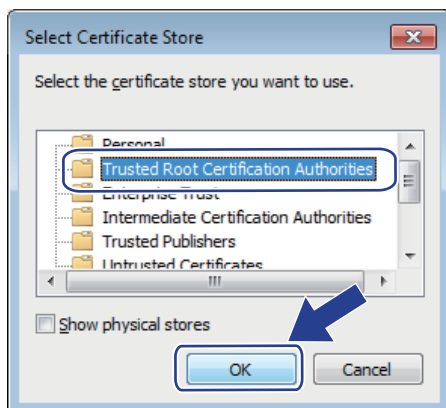 Select Certificate Store
Select the certificate store you want to use.
Personal
Trusted Root Certification Authorities
Enterprise Trust
Intermediate Certification Authorities
Trusted Publishers
Untrusted Certificates
Show physical stores
OK
Cancel